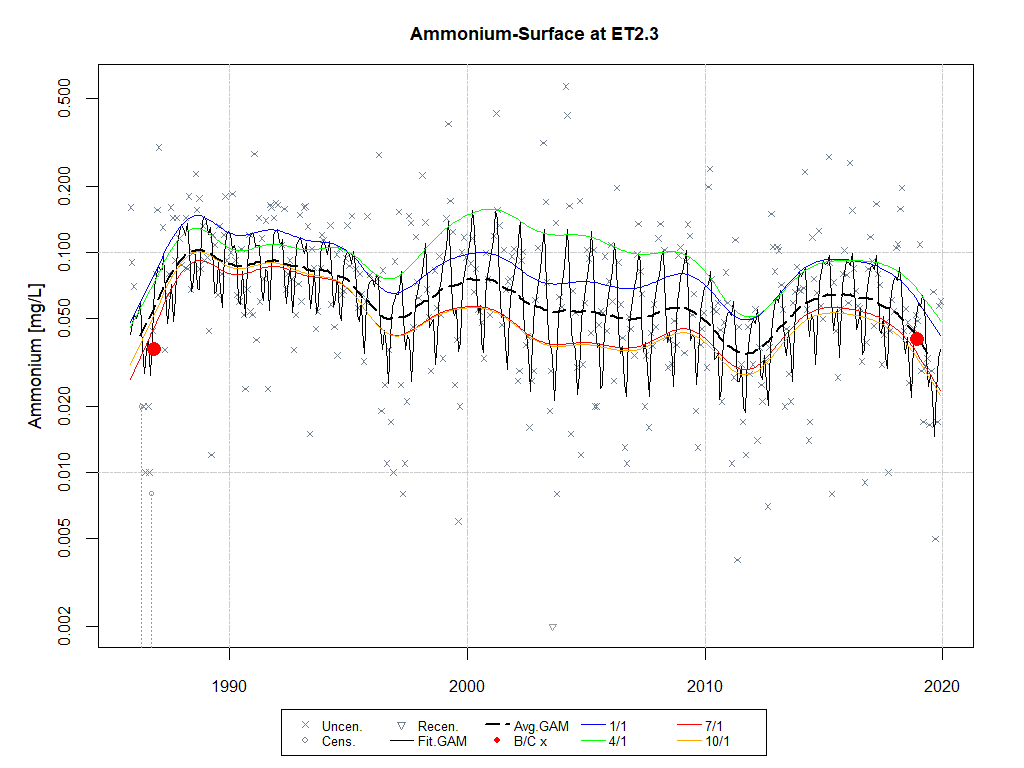 Ammonium-Surface at ET2.3
Ammonium [mg/L]
0.500
0.200
0.100
0.050
0.020
0.010
0.005
0.002
1990 2000 2010 2020
Uncen. Recen. Avg.GAM 1/1 7/1
Cens. Fit.GAM B/C x 4/1 10/1